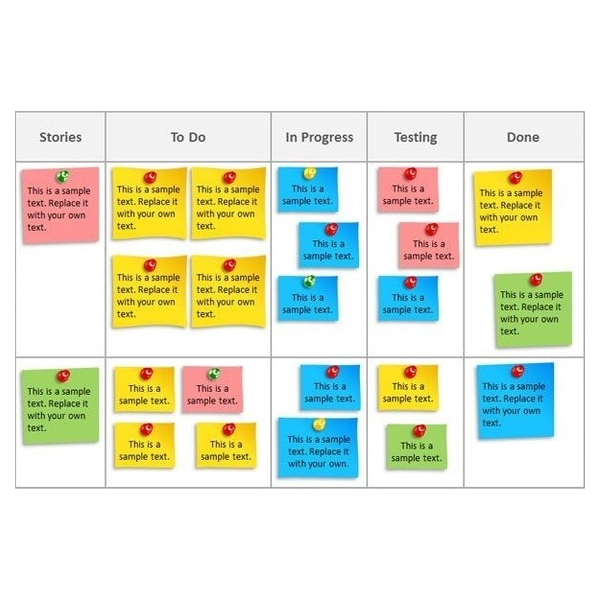 Stories
To Do
In Progress
Testing
Done
This is a sample
text. Replace it
with your own
text.
This is a sample
text. Replace it
with your own
text.
This is a sample
text. Replace it
with your own
text.
This is a sample
text. Replace it
with your own
text.
This is a sample
text. Replace it
with your own
text.
This is a
sample text.
This is a
sample text.
This is a
sample text.
This is a
sample text.
This is a
sample text.
This is a
sample text.
This is a sample
text. Replace it
with your own
text.
This is a sample
text. Replace it
with your own
text.
This is a sample
text. Replace it
with your own
text.
This is a
sample text.
This is a
sample text.
This is a
sample text.
This is a
sample text.
This is a
sample text.
This is a sample
text. Replace it
with your own.
This is a
sample text.
This is a
sample text.
This is a sample
text. Replace it
with your own
text.